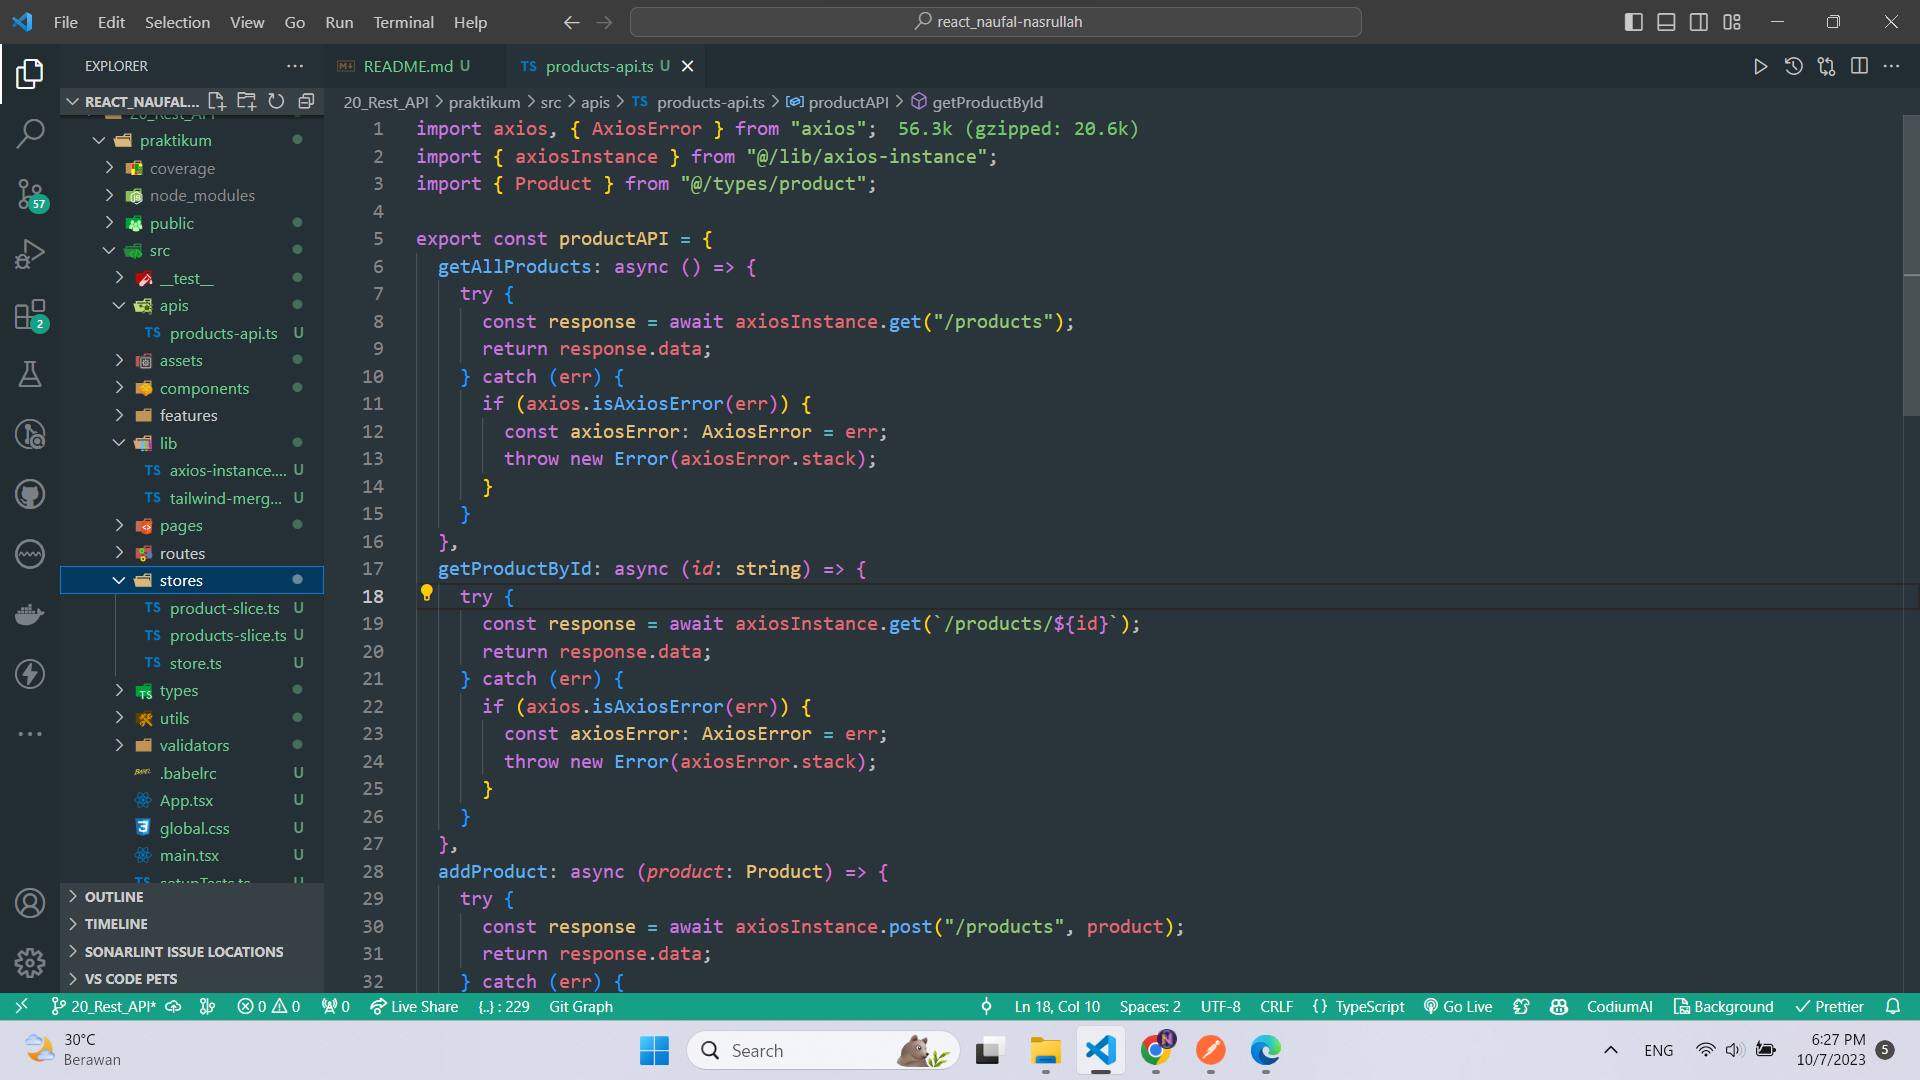 File Edit Selection View Go Run Terminal Help
react_naufal-nasrullah
EXPLORER
REACT_NAUFAL...
20_Rest_API
praktikum
coverage
node_modules
public
src
__test__
apis
TS products-api.ts U
assets
components
features
lib
TS axios-instance.... U
TS tailwind-merg... U
pages
routes
stores
TS product-slice.ts U
TS products-slice.ts U
TS store.ts U
types
utils
validators
.babelrc U
App.tsx U
global.css U
main.tsx U
TS setupTests.ts U
OUTLINE
TIMELINE
SONARLINT ISSUE LOCATIONS
VS CODE PETS
57
2
README.md U
TS products-api.ts U
20_Rest_API > praktikum > src > apis > TS products-api.ts > productAPI > getProductById
1 import axios, { AxiosError } from "axios"; 56.3k (gzipped: 20.6k)
2 import { axiosInstance } from "@/lib/axios-instance";
3 import { Product } from "@/types/product";
4
5 export const productAPI = {
6 getAllProducts: async () => {
7 try {
8 const response = await axiosInstance.get("/products");
9 return response.data;
10 } catch (err) {
11 if (axios.isAxiosError(err)) {
12 const axiosError: AxiosError = err;
13 throw new Error(axiosError.stack);
14 }
15 }
16 },
17 getProductById: async (id: string) => {
18 try {
19 const response = await axiosInstance.get(`/products/${id}`);
20 return response.data;
21 } catch (err) {
22 if (axios.isAxiosError(err)) {
23 const axiosError: AxiosError = err;
24 throw new Error(axiosError.stack);
25 }
26 }
27 },
28 addProduct: async (product: Product) => {
29 try {
30 const response = await axiosInstance.post("/products", product);
31 return response.data;
32 } catch (err) {
20_Rest_API* 0 0 0 Live Share {..} : 229 Git Graph
Ln 18, Col 10 Spaces: 2 UTF-8 CRLF {} TypeScript Go Live CodiumAI Background Prettier
30°C
Berawan
Search
ENG
6:27 PM
10/7/2023
5